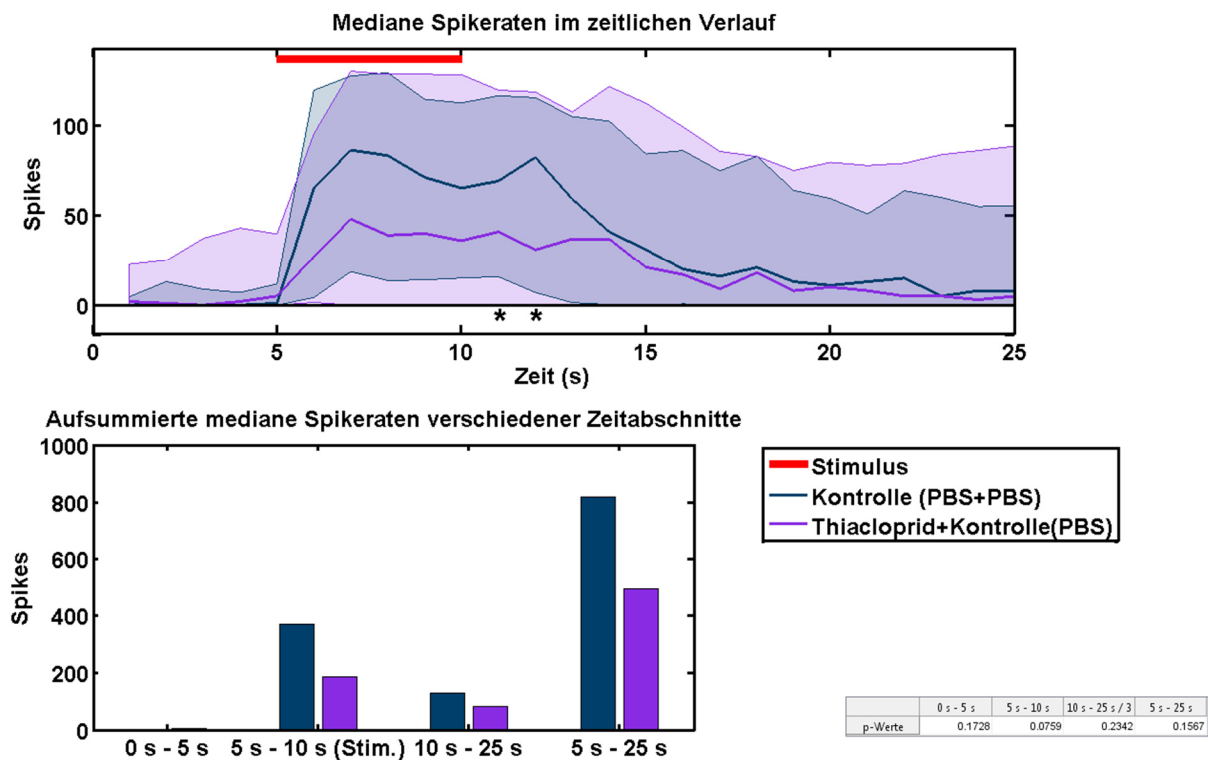 Mediane Spikeraten im zeitlichen Verlauf
100
50
0
Spikes
* *
0 5 10 15 20 25
Zeit (s)
Aufsummierte mediane Spikeraten verschiedener Zeitabschnitte
1000
800
600
400
200
0
Spikes
0 s - 5 s 5 s - 10 s (Stim.) 10 s - 25 s 5 s - 25 s
Stimulus
Kontrolle (PBS+PBS)
Thiacloprid+Kontrolle(PBS)
0 s - 5 s 5 s - 10 s 10 s - 25 s / 3 5 s - 25 s
p-Werte 0.1728 0.0759 0.2342 0.1567